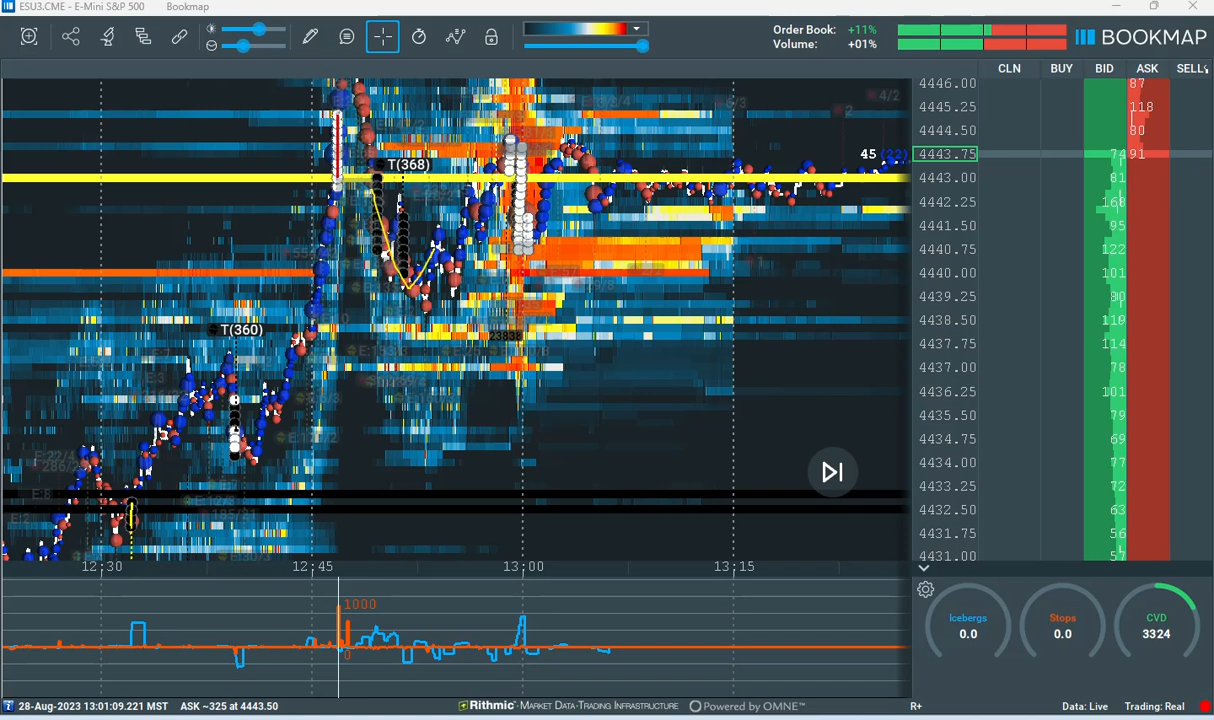 ESU3.CME - E-Mini S&P 500 Bookmap
Order Book: +11%
Volume: +01%
BOOKMAP
CLN BUY BID ASK SELL
4446.00 87
4445.25 118
4444.50 80
45 (22) 4443.75 74 91
4443.00 81
4442.25 168
4441.50 95
4440.75 122
4440.00 101
4439.25 80
4438.50 119
4437.75 114
4437.00 78
4436.25 101
4435.50 79
4434.75 69
4434.00 77
4433.25 72
4432.50 63
4431.75 56
4431.00 57
T(368)
T(360)
12:30 12:45 13:00 13:15
1000
Icebergs
0.0
Stops
0.0
CVD
3324
28-Aug-2023 13:01:09.221 MST ASK ~325 at 4443.50 Rithmic · Market Data·Trading Infrastructure Powered by OMNE™ R+ Data: Live Trading: Real